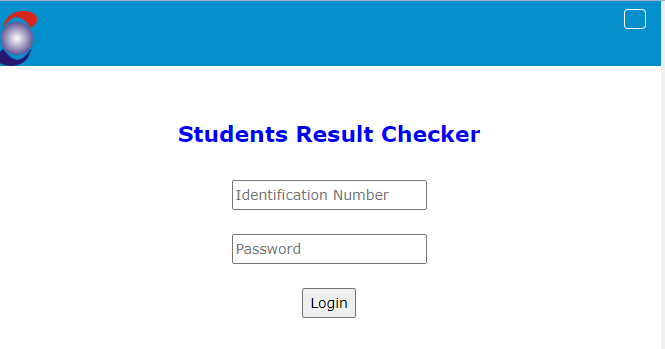 Students Result Checker
Identification Number
Password
Login